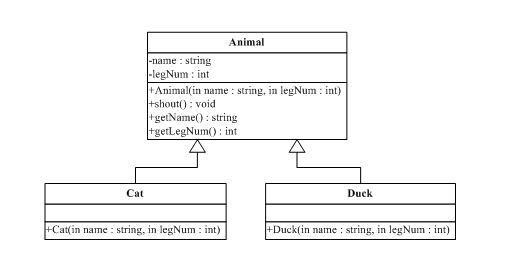 Animal
-name : string
-legNum : int
+Animal(in name : string, in legNum : int)
+shout() : void
+getName() : string
+getLegNum() : int
Cat
+Cat(in name : string, in legNum : int)
Duck
+Duck(in name : string, in legNum : int)